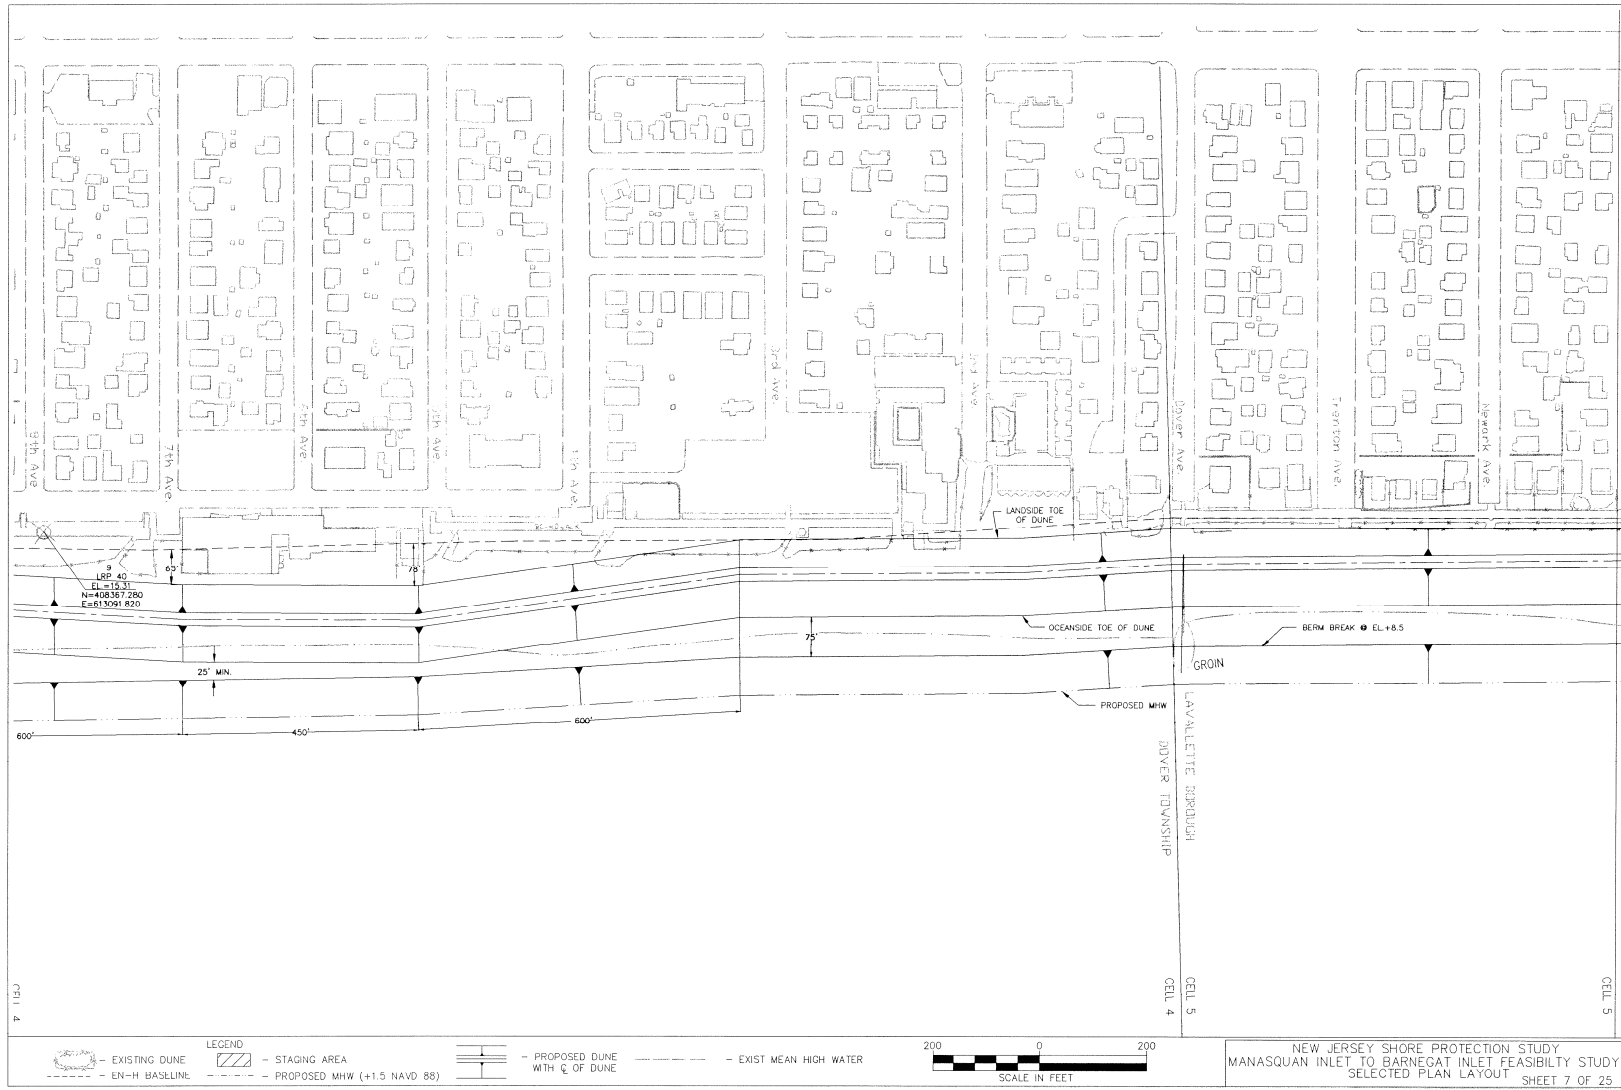 8th Ave
7th Ave.
3rd Ave.
Dover Ave.
Trenton Ave.
Newark Ave.
9
LRP 40
EL.=15.31
N=408367.280
E=613091.820
63'
78'
LANDSIDE TOE
OF DUNE
OCEANSIDE TOE OF DUNE
75'
BERM BREAK @ EL.+8.5
25' MIN.
GROIN
PROPOSED MHW
600'
450'
600'
LAVALLETTE BOROUGH
DOVER TOWNSHIP
CELL 4
CELL 4
CELL 5
CELL 5
LEGEND
- EXISTING DUNE
- STAGING AREA
- PROPOSED DUNE
WITH ℄ OF DUNE
- EXIST MEAN HIGH WATER
- EN-H BASELINE
- PROPOSED MHW (+1.5 NAVD 88)
200 0 200
SCALE IN FEET
NEW JERSEY SHORE PROTECTION STUDY
MANASQUAN INLET TO BARNEGAT INLET FEASIBILTY STUDY
SELECTED PLAN LAYOUT
SHEET 7 OF 25